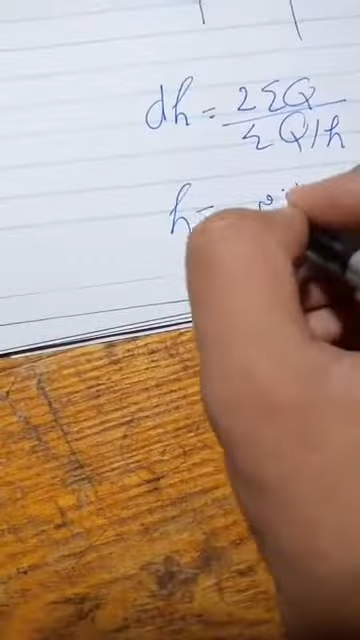 dh = 2ΣQ
ΣQ/h
h =